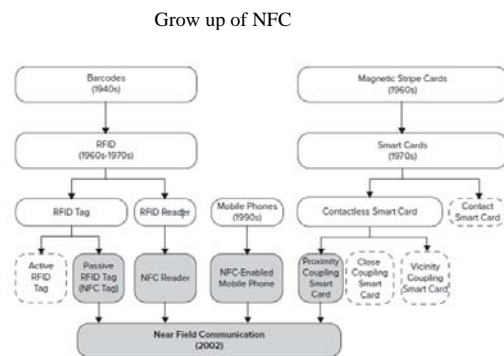 Grow up of NFC
Barcodes
(1940s)
Magnetic Stripe Cards
(1960s)
RFID
(1960s-1970s)
Smart Cards
(1970s)
RFID Tag
RFID Reader
Mobile Phones
(1990s)
Contactless Smart Card
Contact
Smart Card
Active
RFID
Tag
Passive
RFID Tag
(NFC Tag)
NFC Reader
NFC-Enabled
Mobile Phone
Proximity
Coupling
Smart
Card
Close
Coupling
Smart
Card
Vicinity
Coupling
Smart Card
Near Field Communication
(2002)